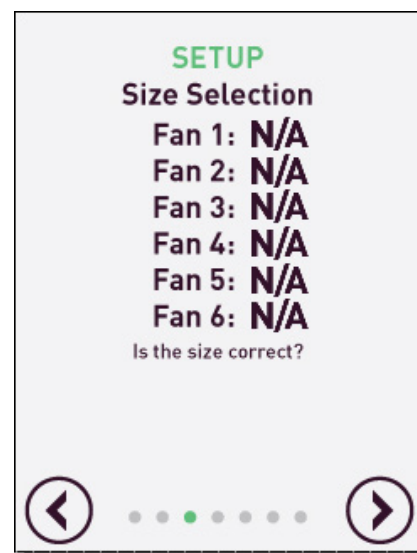 SETUP
Size Selection
Fan 1: N/A
Fan 2: N/A
Fan 3: N/A
Fan 4: N/A
Fan 5: N/A
Fan 6: N/A
Is the size correct?